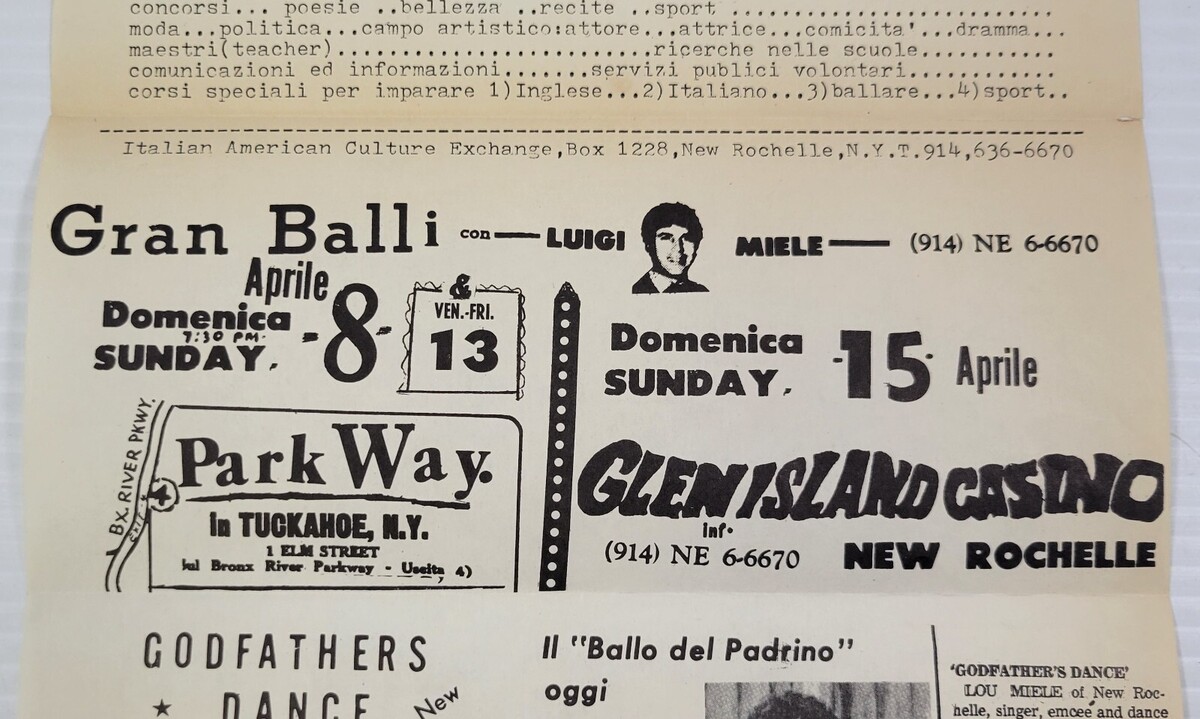 concorsi... poesie ..bellezza ..recite ..sport ............................
moda...politica...campo artistico:attore...attrice...comicita'...dramma...
maestri(teacher)............................ricerche nelle scuole............
comunicazioni ed informazioni.......servizi publici volontari............
corsi speciali per imparare 1)Inglese...2)Italiano...3)ballare...4)sport..
Italian American Culture Exchange,Box 1228,New Rochelle,N.Y.T.914,636-6670
Gran Balli con LUIGI MIELE (914) NE 6-6670
Aprile
Domenica
7:30 PM.
SUNDAY,
-8-
&
VEN.-FRI.
13
BX. RIVER PKWY.
EXIT 4
Park Way.
in TUCKAHOE, N.Y.
1 ELM STREET
Bronx River Parkway - Uscita 4)
Domenica
SUNDAY,
-15- Aprile
GLEN ISLAND CASINO
inf.
(914) NE 6-6670
NEW ROCHELLE
GODFATHERS
★ DANCE
New
Il "Ballo del Padrino"
oggi
'GODFATHER'S DANCE'
LOU MIELE of New Roc-
helle, singer, emcee and dance